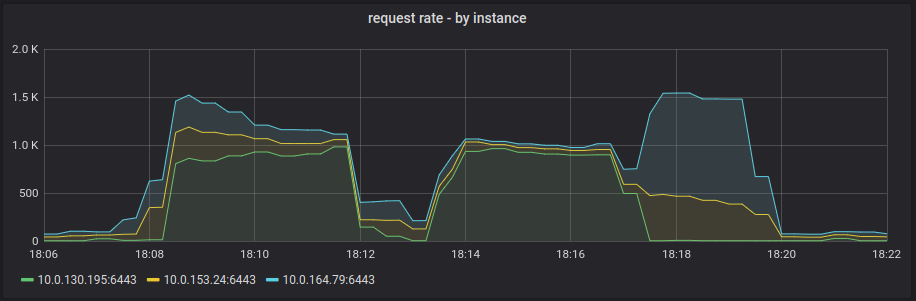 request rate - by instance
2.0 K
1.5 K
1.0 K
500
0
18:06 18:08 18:10 18:12 18:14 18:16 18:18 18:20 18:22
10.0.130.195:6443 10.0.153.24:6443 10.0.164.79:6443